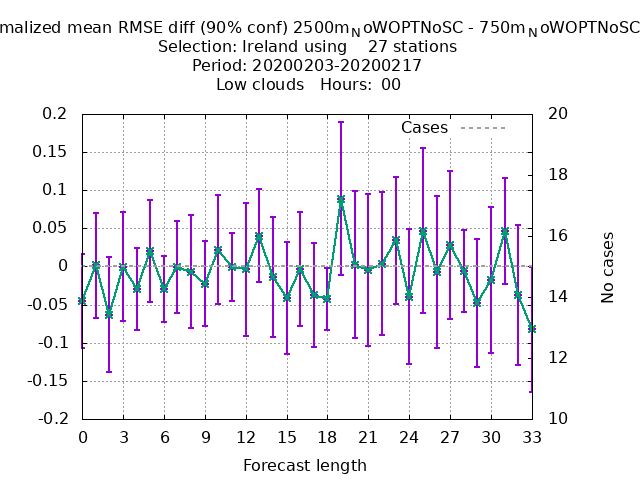 malized mean RMSE diff (90% conf) 2500mNoWOPTNoSC - 750mNoWOPTNoSC
Selection: Ireland using 27 stations
Period: 20200203-20200217
Low clouds Hours: 00
Cases
0.2
0.15
0.1
0.05
0
-0.05
-0.1
-0.15
-0.2
20
18
16
14
12
10
No cases
0 3 6 9 12 15 18 21 24 27 30 33
Forecast length